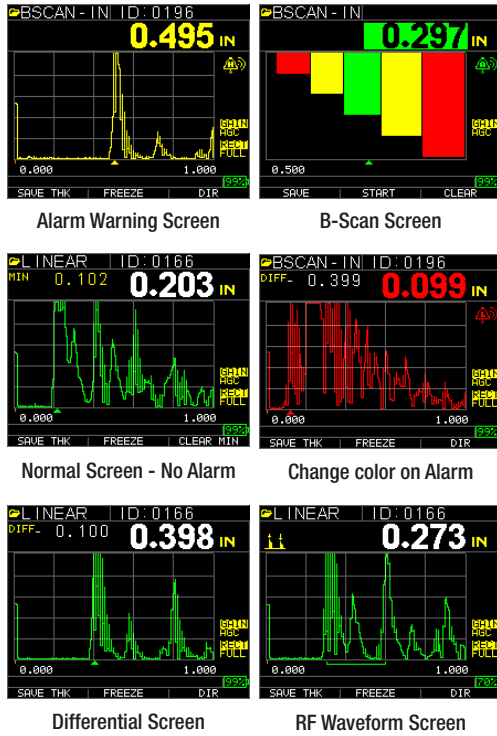 BSCAN-IN ID:0196
0.495 IN
GAIN
AGC
RECT
FULL
0.000 1.000
99%
SAVE THK FREEZE DIR
Alarm Warning Screen
BSCAN-IN
0.297 IN
GAIN
AGC
RECT
FULL
0.500
99%
SAVE START CLEAR
B-Scan Screen
LINEAR ID:0166
MIN 0.102 0.203 IN
GAIN
AGC
RECT
FULL
0.000 1.000
99%
SAVE THK FREEZE CLEAR MIN
Normal Screen - No Alarm
BSCAN-IN ID:0196
DIFF- 0.399 0.099 IN
GAIN
AGC
RECT
FULL
0.000 1.000
99%
SAVE THK FREEZE DIR
Change color on Alarm
LINEAR ID:0166
DIFF- 0.100 0.398 IN
GAIN
AGC
RECT
FULL
0.000 1.000
99%
SAVE THK FREEZE DIR
Differential Screen
LINEAR ID:0166
0.273 IN
GAIN
AGC
RECT
FULL
0.000 1.000
70%
SAVE THK FREEZE DIR
RF Waveform Screen